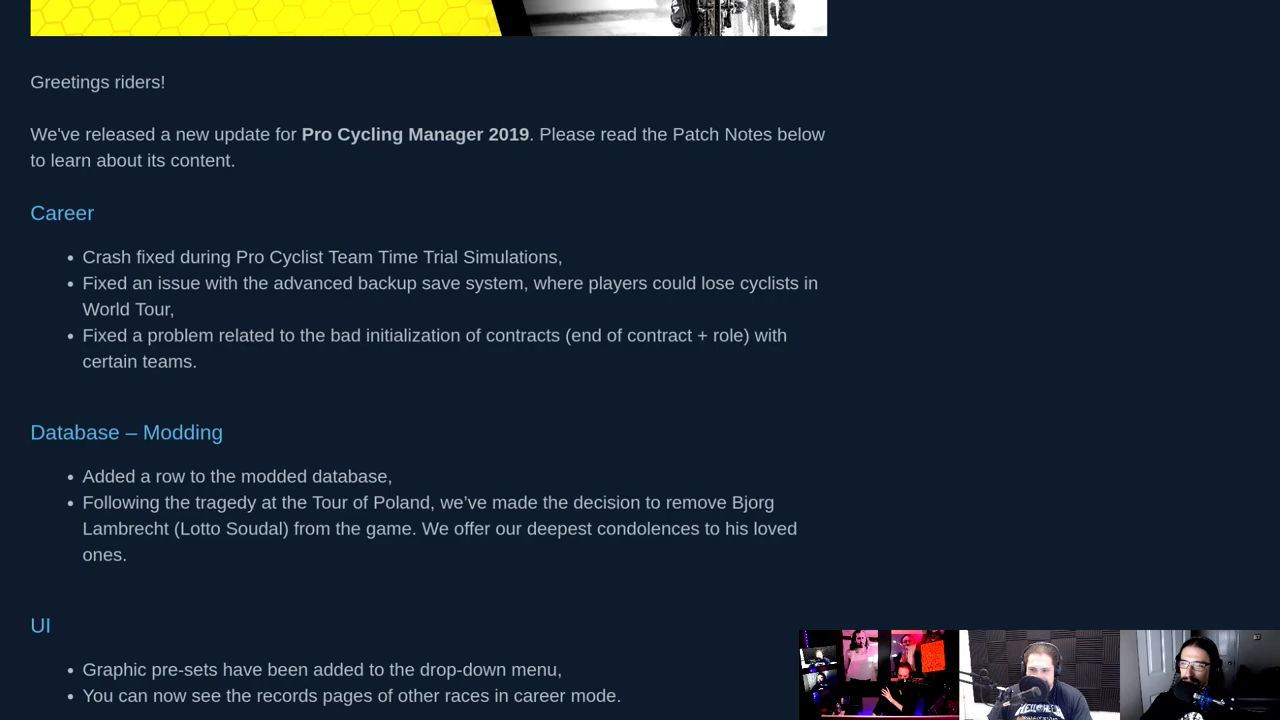 Greetings riders!
We've released a new update for Pro Cycling Manager 2019. Please read the Patch Notes below
to learn about its content.
Career
• Crash fixed during Pro Cyclist Team Time Trial Simulations,
• Fixed an issue with the advanced backup save system, where players could lose cyclists in
World Tour,
• Fixed a problem related to the bad initialization of contracts (end of contract + role) with
certain teams.
Database – Modding
• Added a row to the modded database,
• Following the tragedy at the Tour of Poland, we’ve made the decision to remove Bjorg
Lambrecht (Lotto Soudal) from the game. We offer our deepest condolences to his loved
ones.
UI
• Graphic pre-sets have been added to the drop-down menu,
• You can now see the records pages of other races in career mode.